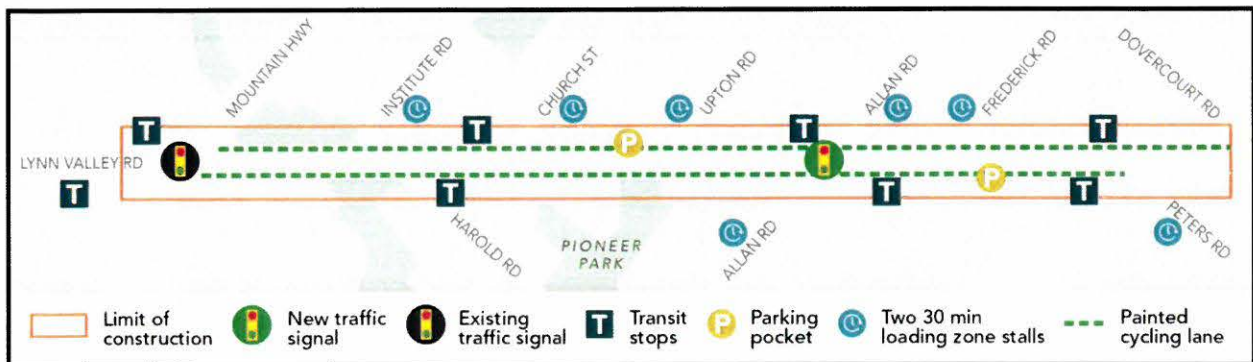 MOUNTAIN HWY
INSTITUTE RD
CHURCH ST
UPTON RD
ALLAN RD
FREDERICK RD
DOVERCOURT RD
T
T
T
T
P
LYNN VALLEY RD
T
T
T
T
P
HAROLD RD
PIONEER
PARK
ALLAN RD
PETERS RD
Limit of
construction
New traffic
signal
Existing
traffic signal
T
Transit
stops
P
Parking
pocket
Two 30 min
loading zone stalls
Painted
cycling lane